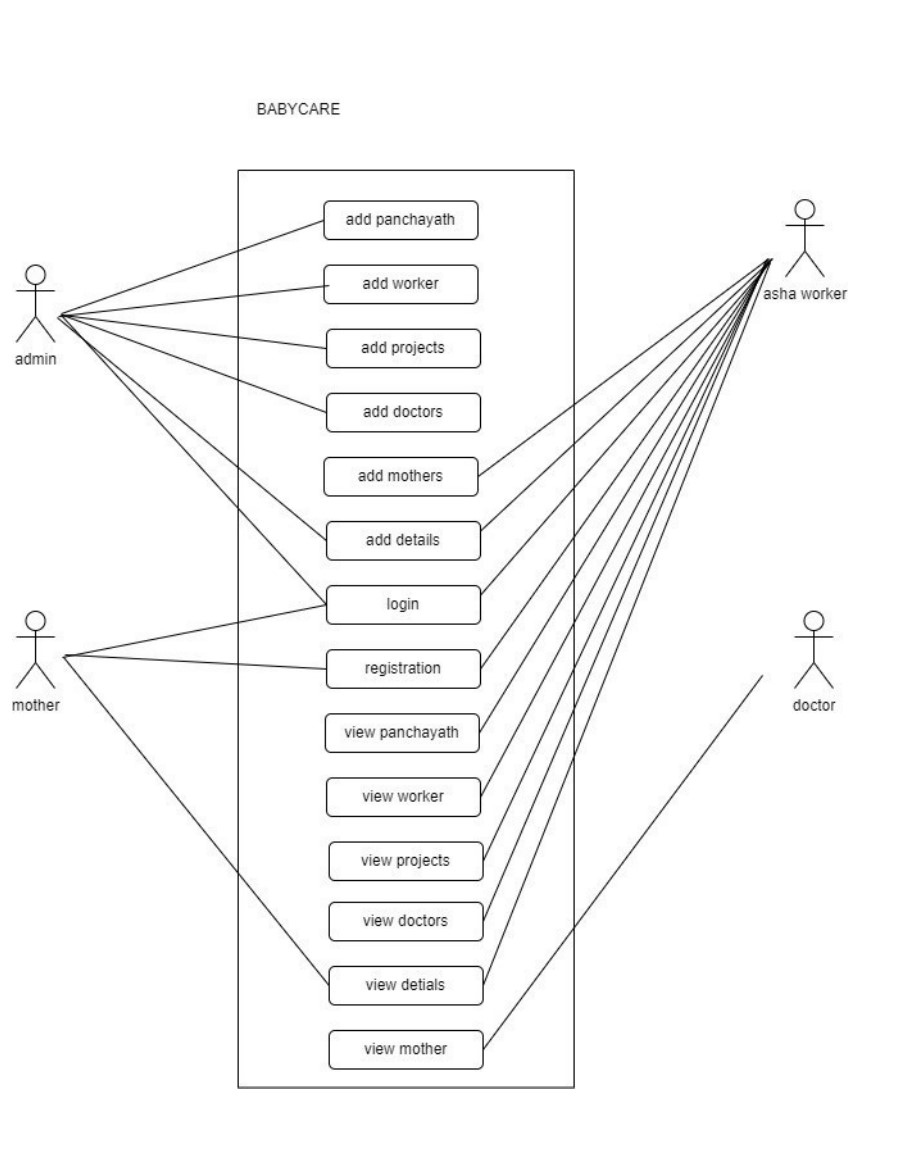 BABYCARE
add panchayath
add worker
add projects
add doctors
add mothers
add details
login
registration
view panchayath
view worker
view projects
view doctors
view detials
view mother
admin
mother
asha worker
doctor